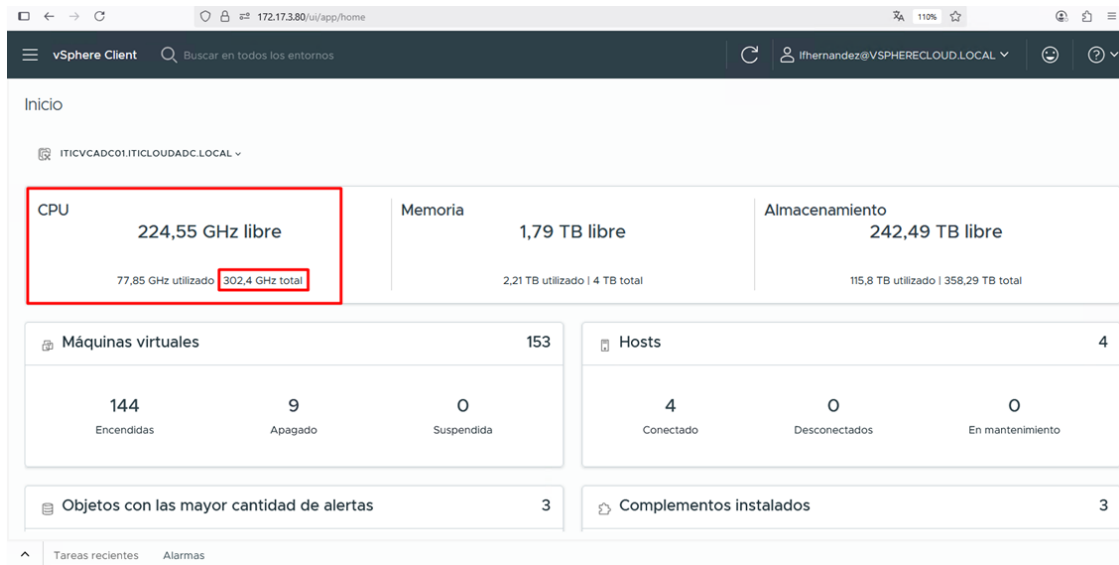 172.17.3.80/ui/app/home
110%
vSphere Client
Buscar en todos los entornos
lfhernandez@VSPHERECLOUD.LOCAL
Inicio
ITICVCADC01.ITICLOUDADC.LOCAL
CPU
224,55 GHz libre
77,85 GHz utilizado
302,4 GHz total
Memoria
1,79 TB libre
2,21 TB utilizado | 4 TB total
Almacenamiento
242,49 TB libre
115,8 TB utilizado | 358,29 TB total
Máquinas virtuales 153
144
Encendidas
9
Apagado
0
Suspendida
Hosts 4
4
Conectado
0
Desconectados
0
En mantenimiento
Objetos con las mayor cantidad de alertas 3
Complementos instalados 3
Tareas recientes
Alarmas